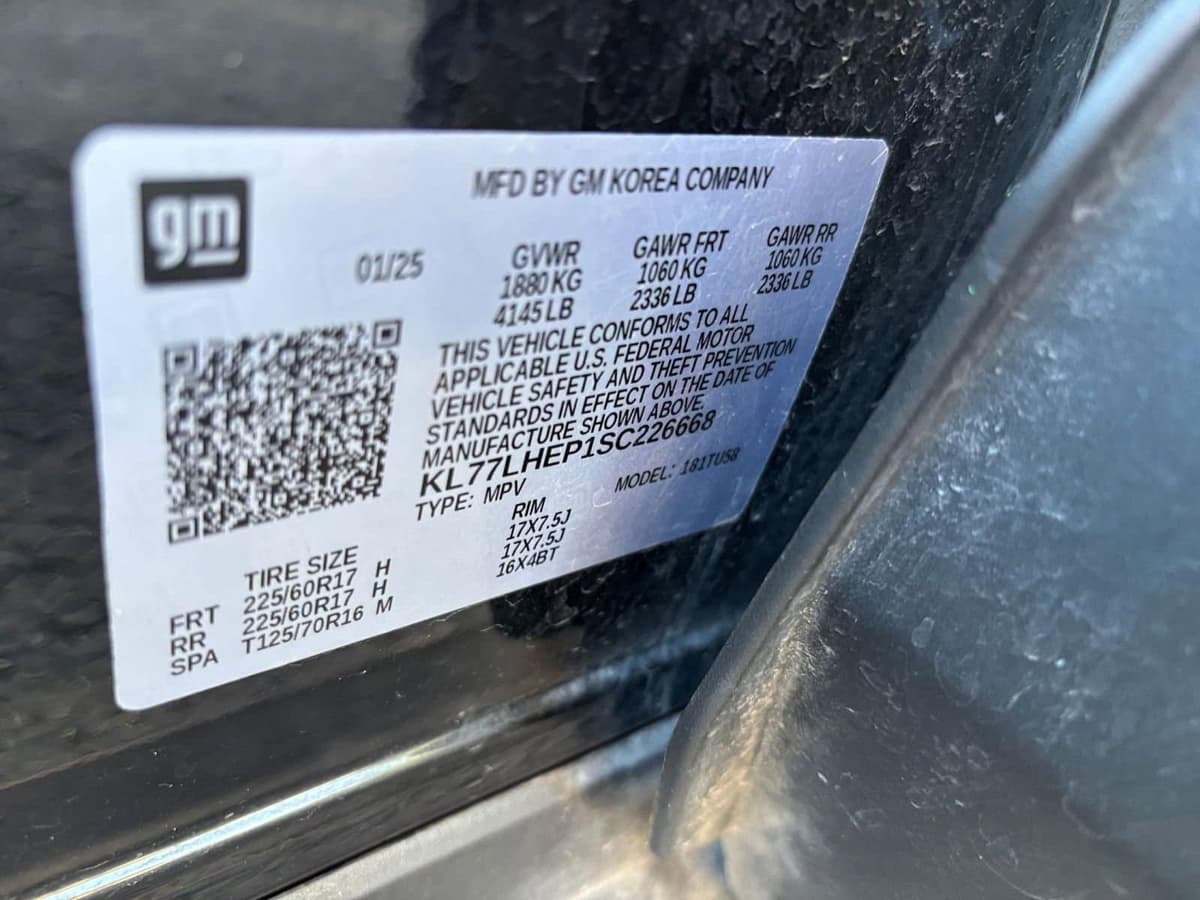 gm
MFD BY GM KOREA COMPANY
01/25
GVWR
1880 KG
4145 LB
GAWR FRT
1060 KG
2336 LB
GAWR RR
1060 KG
2336 LB
THIS VEHICLE CONFORMS TO ALL
APPLICABLE U.S. FEDERAL MOTOR
VEHICLE SAFETY AND THEFT PREVENTION
STANDARDS IN EFFECT ON THE DATE OF
MANUFACTURE SHOWN ABOVE.
KL77LHEP1SC226668
TYPE: MPV MODEL: 181TU58
TIRE SIZE RIM
FRT 225/60R17 H 17X7.5J
RR 225/60R17 H 17X7.5J
SPA T125/70R16 M 16X4BT